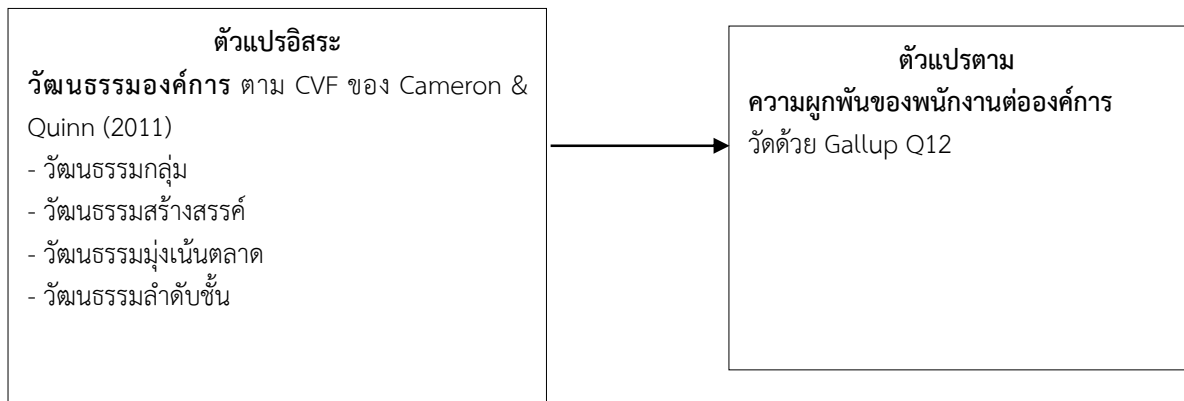 ตัวแปรอิสระ
วัฒนธรรมองค์การ ตาม CVF ของ Cameron &
Quinn (2011)
- วัฒนธรรมกลุ่ม
- วัฒนธรรมสร้างสรรค์
- วัฒนธรรมมุ่งเน้นตลาด
- วัฒนธรรมลำดับชั้น
ตัวแปรตาม
ความผูกพันของพนักงานต่อองค์การ
วัดด้วย Gallup Q12